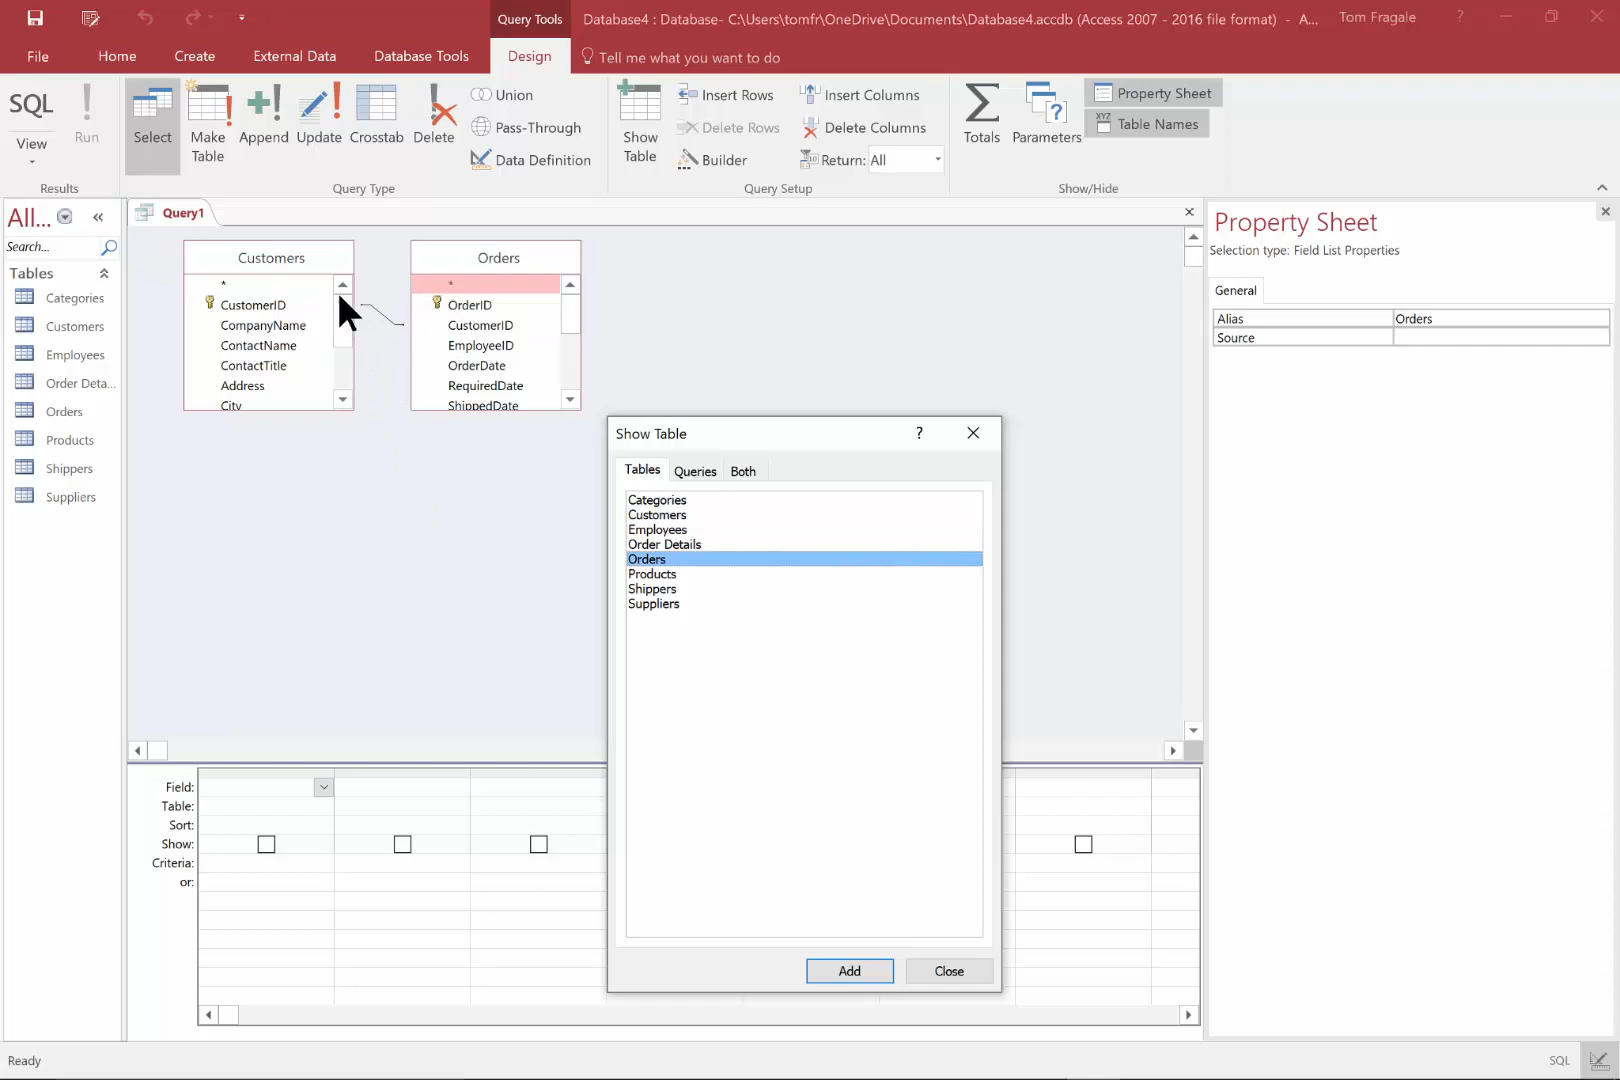 Query Tools
Database4 : Database- C:\Users\tomfr\OneDrive\Documents\Database4.accdb (Access 2007 - 2016 file format) - A...
Tom Fragale
?
File
Home
Create
External Data
Database Tools
Design
Tell me what you want to do
SQL
View
Run
Select
Make
Table
Append
Update
Crosstab
Delete
Union
Pass-Through
Data Definition
Show
Table
Insert Rows
Delete Rows
Builder
Insert Columns
Delete Columns
Return: All
Totals
Parameters
Property Sheet
XYZ Table Names
Results
Query Type
Query Setup
Show/Hide
All...
Search...
Tables
Categories
Customers
Employees
Order Deta...
Orders
Products
Shippers
Suppliers
Query1
Customers
*
CustomerID
CompanyName
ContactName
ContactTitle
Address
City
Orders
*
OrderID
CustomerID
EmployeeID
OrderDate
RequiredDate
ShippedDate
Show Table
?
Tables
Queries
Both
Categories
Customers
Employees
Order Details
Orders
Products
Shippers
Suppliers
Add
Close
Field:
Table:
Sort:
Show:
Criteria:
or:
Property Sheet
Selection type: Field List Properties
General
Alias
Orders
Source
Ready
SQL